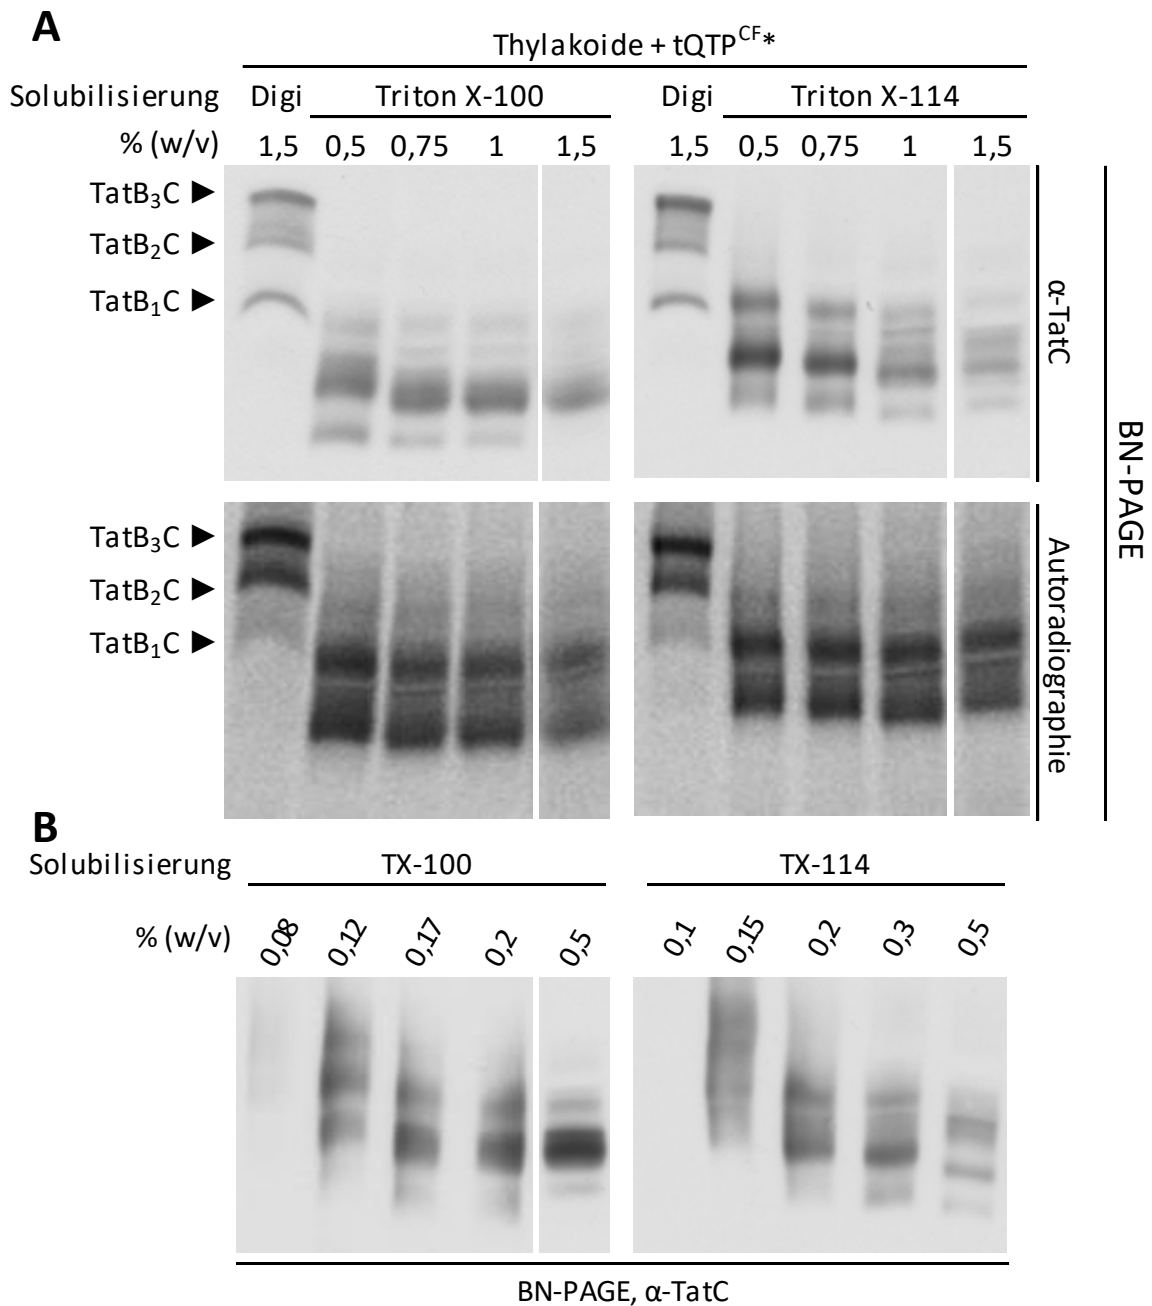 A
Thylakoide + tQTP^CF*
Solubilisierung Digi Triton X-100 Digi Triton X-114
% (w/v) 1,5 0,5 0,75 1 1,5 1,5 0,5 0,75 1 1,5
TatB₃C ►
TatB₂C ►
TatB₁C ►
α-TatC
TatB₃C ►
TatB₂C ►
TatB₁C ►
Autoradiographie
BN-PAGE
B
Solubilisierung TX-100 TX-114
% (w/v) 0,08 0,12 0,17 0,2 0,5 0,1 0,15 0,2 0,3 0,5
BN-PAGE, α-TatC